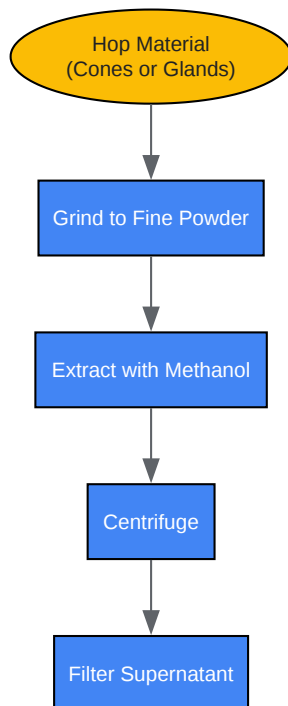 Hop Material
(Cones or Glands)
Grind to Fine Powder
Extract with Methanol
Centrifuge
Filter Supernatant